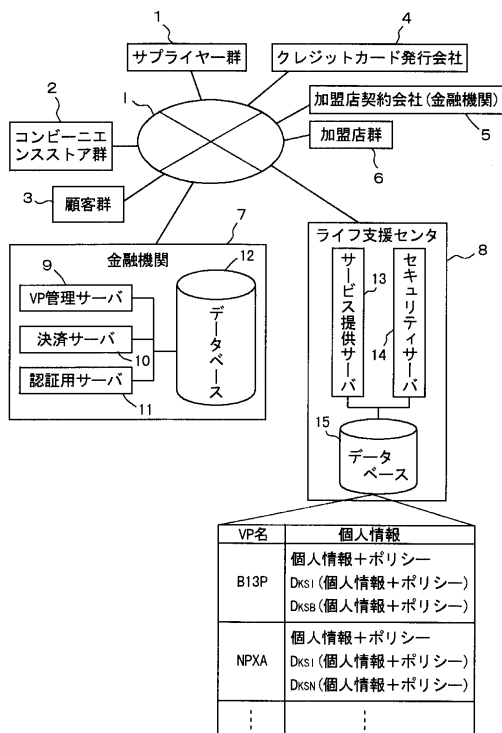 1
サプライヤー群
4
クレジットカード発行会社
2
コンビーニエ
ンスストア群
I
加盟店契約会社(金融機関)
5
加盟店群
6
3
顧客群
7
金融機関
9
VP管理サーバ
決済サーバ
10
認証用サーバ
11
12
データベース
ライフ支援センタ
8
サービス提供サーバ
13
セキュリティサーバ
14
15
データ
ベース
VP名
個人情報
B13P
個人情報+ポリシー
DKSI(個人情報+ポリシー)
DKSB(個人情報+ポリシー)
NPXA
個人情報+ポリシー
DKSI(個人情報+ポリシー)
DKSN(個人情報+ポリシー)